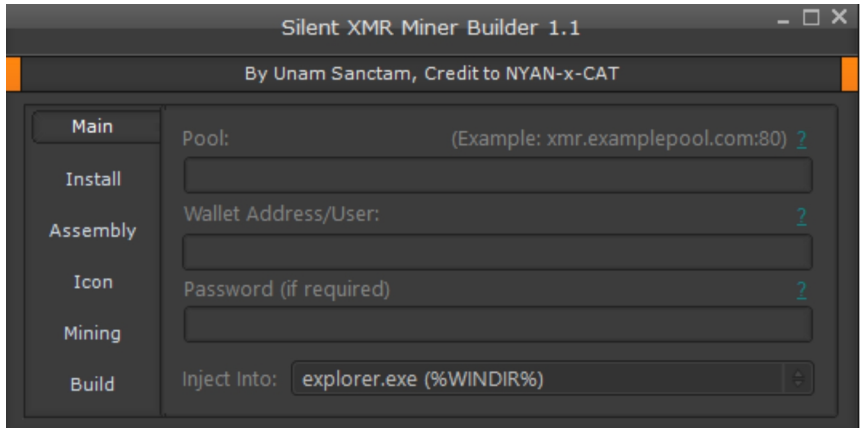 Silent XMR Miner Builder 1.1
By Unam Sanctam, Credit to NYAN-x-CAT
Main
Install
Assembly
Icon
Mining
Build
Pool: (Example: xmr.examplepool.com:80) ?
Wallet Address/User: ?
Password (if required) ?
Inject Into: explorer.exe (%WINDIR%)